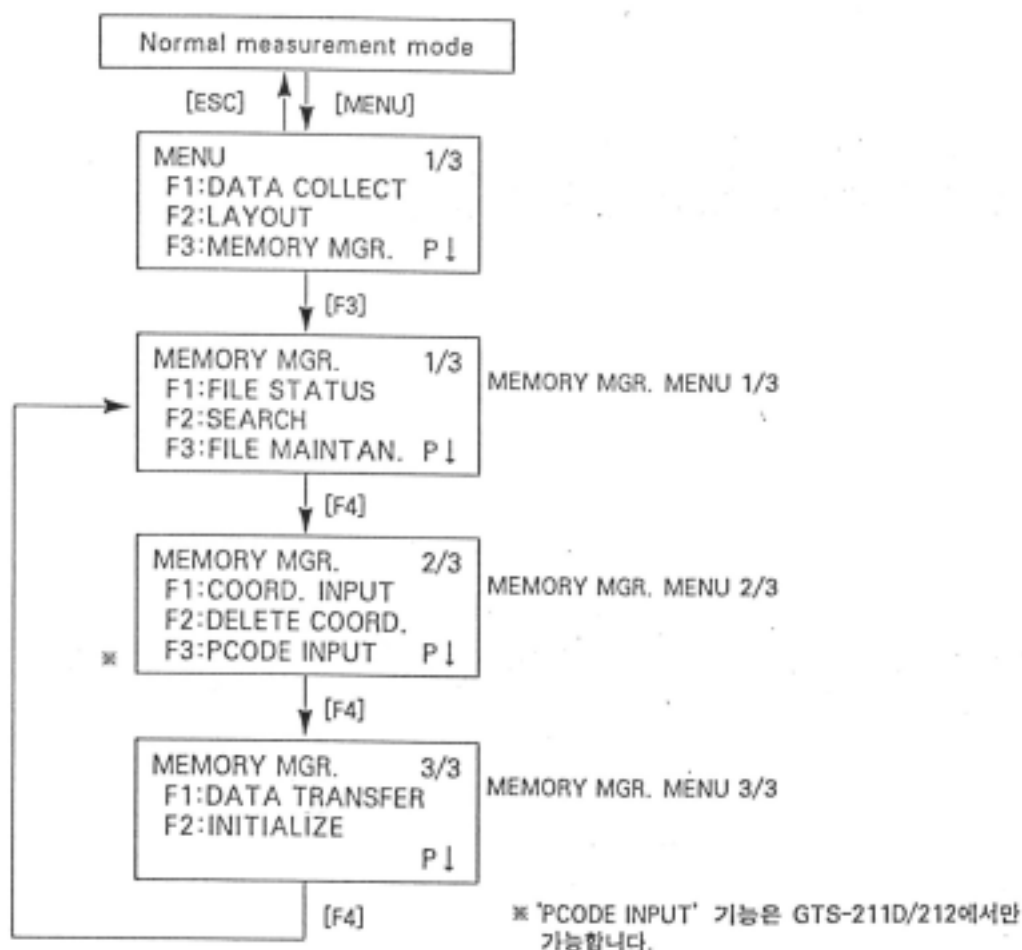 Normal measurement mode
[ESC] [MENU]
MENU 1/3
F1:DATA COLLECT
F2:LAYOUT
F3:MEMORY MGR. P↓
[F3]
MEMORY MGR. 1/3
F1:FILE STATUS
F2:SEARCH
F3:FILE MAINTAN. P↓
MEMORY MGR. MENU 1/3
[F4]
MEMORY MGR. 2/3
F1:COORD. INPUT
F2:DELETE COORD.
※ F3:PCODE INPUT P↓
MEMORY MGR. MENU 2/3
[F4]
MEMORY MGR. 3/3
F1:DATA TRANSFER
F2:INITIALIZE
P↓
MEMORY MGR. MENU 3/3
[F4]
※ 'PCODE INPUT' 기능은 GTS-211D/212에서만
가능합니다.